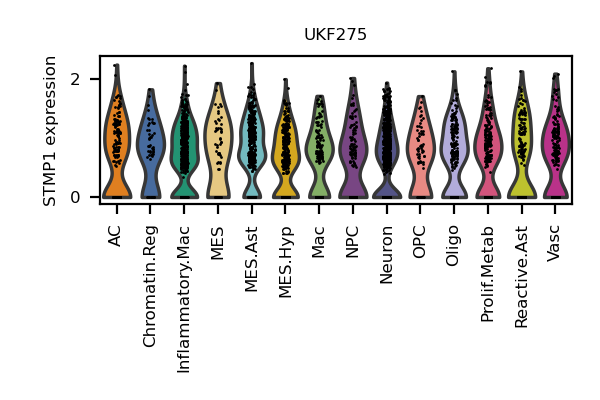 UKF275
STMP1 expression
2
0
AC
Chromatin.Reg
Inflammatory.Mac
MES
MES.Ast
MES.Hyp
Mac
NPC
Neuron
OPC
Oligo
Prolif.Metab
Reactive.Ast
Vasc